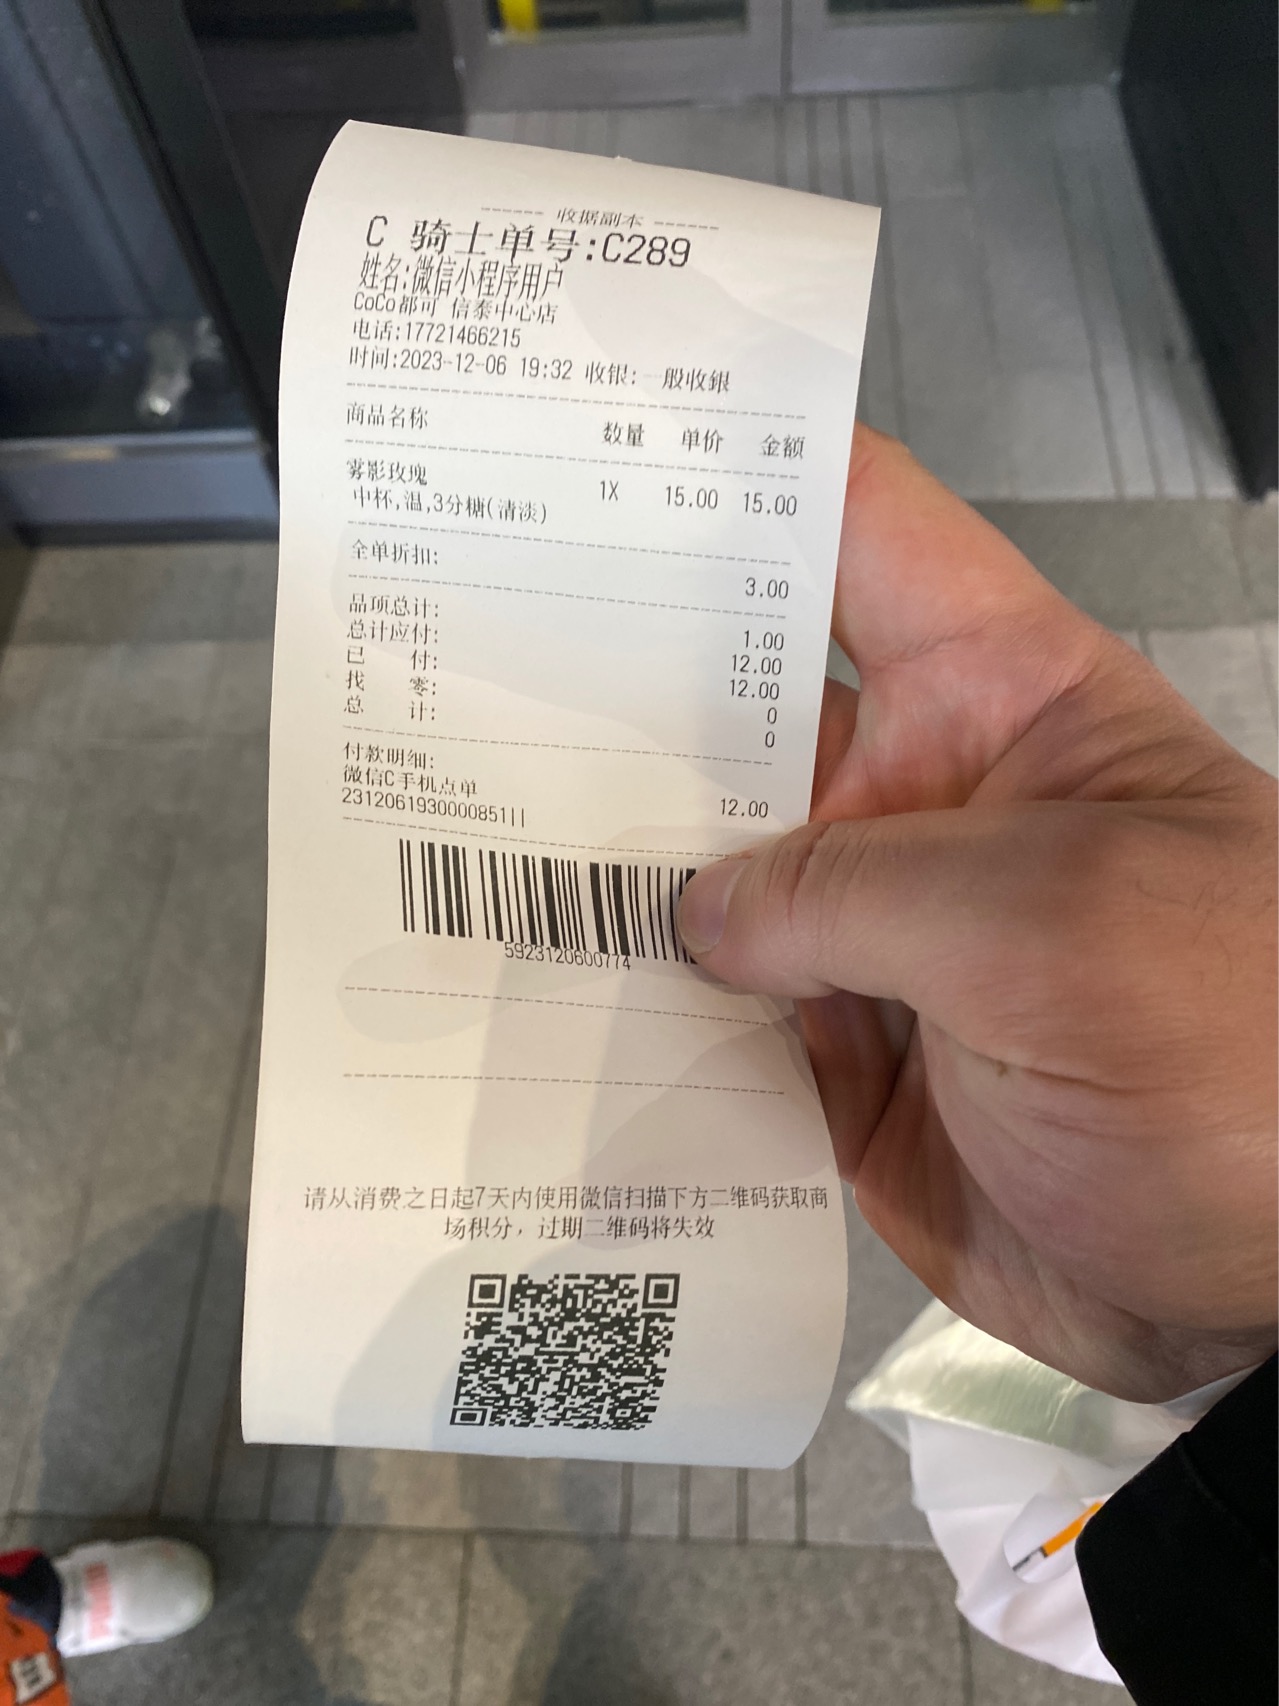 ------ 收据副本 ------
C 骑士单号:C289
姓名:微信小程序用户
CoCo都可 信泰中心店
电话:17721466215
时间:2023-12-06 19:32 收银: 一般收銀
商品名称 数量 单价 金额
雾影玫瑰 1X 15.00 15.00
中杯,温,3分糖(清淡)
全单折扣: 3.00
品项总计: 1.00
总计应付: 12.00
已 付: 12.00
找 零: 0
总 计: 0
付款明细:
微信C手机点单 12.00
2312061930000851||
5923120600774
请从消费之日起7天内使用微信扫描下方二维码获取商
场积分，过期二维码将失效